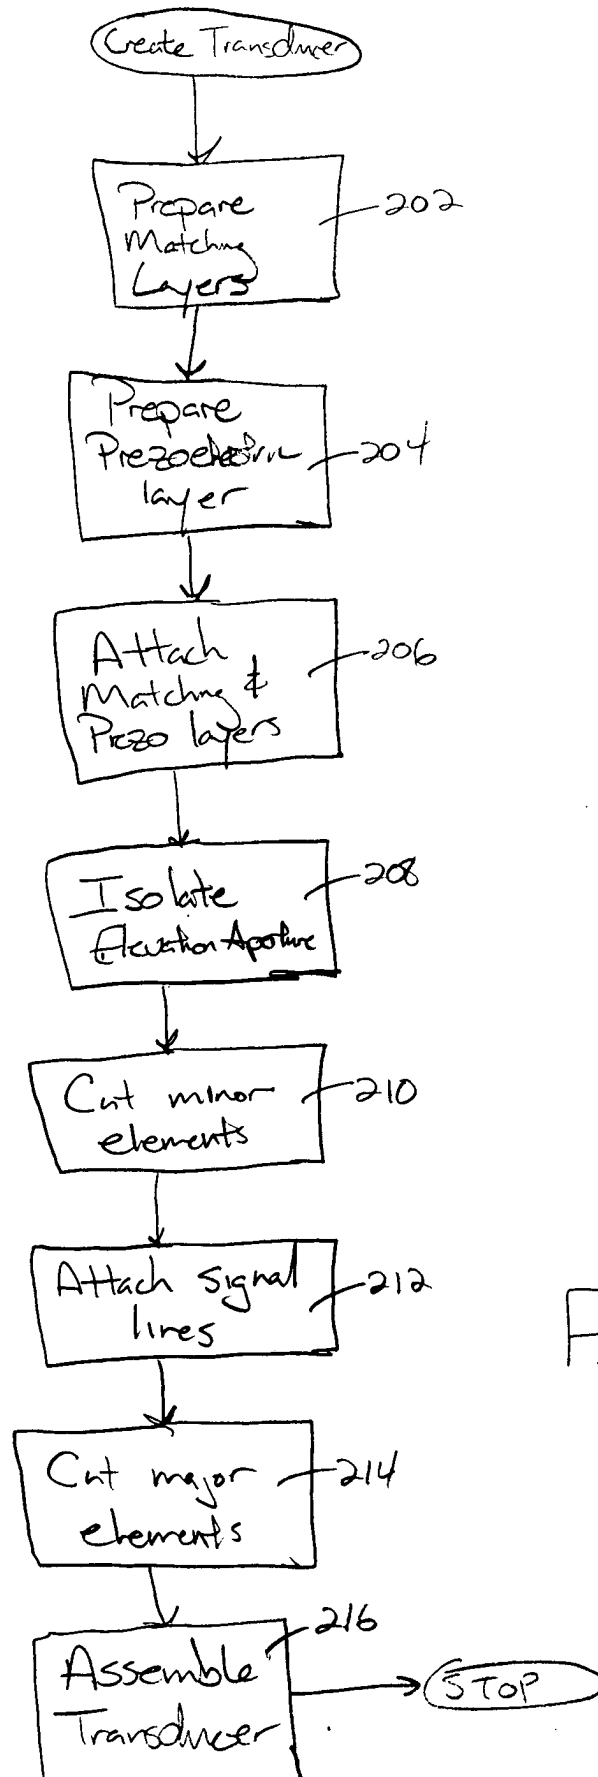 Create Transducer
Prepare
Matching
Layers
202
Prepare
Piezoelectric
layer
204
Attach
Matching &
Piezo layers
206
Isolate
Elevation Aperture
208
Cut minor
elements
210
Attach signal
lines
212
F
Cut major
elements
214
Assemble
Transducer
216
STOP